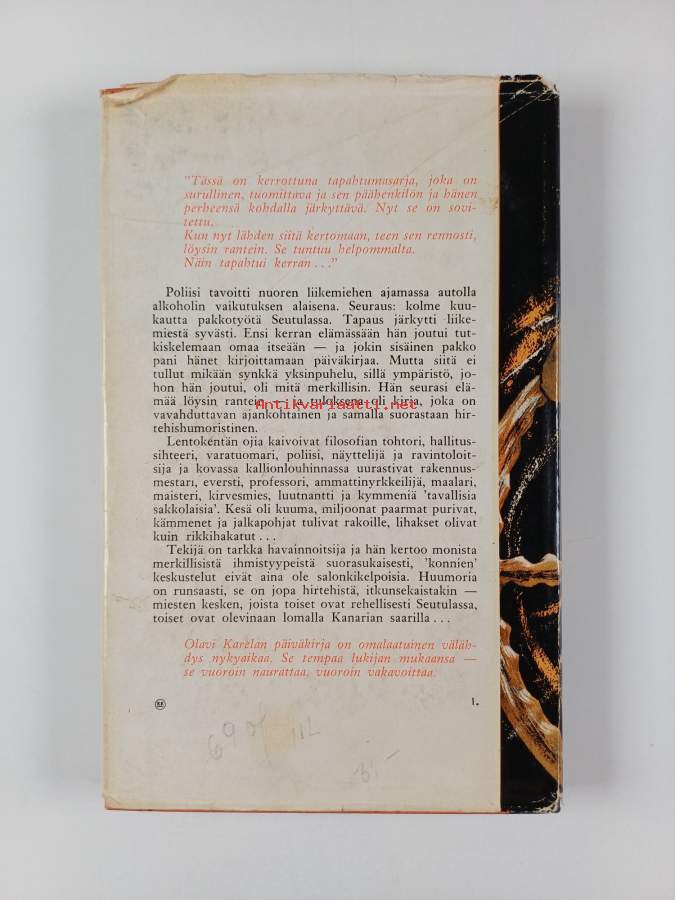 "Tässä on kerrottuna tapahtumasarja, joka on
surullinen, tuomittava ja sen päähenkilön ja hänen
perheensä kohdalla järkyttävä. Nyt se on sovi-
tettu.
Kun nyt lähden siitä kertomaan, teen sen rennosti,
löysin rantein. Se tuntuu helpommalta.
Näin tapahtui kerran . . ."
Poliisi tavoitti nuoren liikemiehen ajamassa autolla
alkoholin vaikutuksen alaisena. Seuraus: kolme kuu-
kautta pakkotyötä Seutulassa. Tapaus järkytti liike-
miestä syvästi. Ensi kerran elämässään hän joutui tut-
kiskelemaan omaa itseään — ja jokin sisäinen pakko
pani hänet kirjoittamaan päiväkirjaa. Mutta siitä ei
tullut mikään synkkä yksinpuhelu, sillä ympäristö, jo-
hon hän joutui, oli mitä merkillisin. Hän seurasi elä-
mää löysin rantein — ja tuloksena oli kirja, joka on
Antikvariaatti.net
vavahduttavan ajankohtainen ja samalla suorastaan hir-
tehishumoristinen.
Lentokentän ojia kaivoivat filosofian tohtori, hallitus-
sihteeri, varatuomari, poliisi, näyttelijä ja ravintoloit-
sija ja kovassa kallionlouhinnassa uurastivat rakennus-
mestari, eversti, professori, ammattinyrkkeilijä, maalari,
maisteri, kirvesmies, luutnantti ja kymmeniä 'tavallisia
sakkolaisia'. Kesä oli kuuma, miljoonat paarmat purivat,
kämmenet ja jalkapohjat tulivat rakoille, lihakset olivat
kuin rikkihakatut . . .
Tekijä on tarkka havainnoitsija ja hän kertoo monista
merkillisistä ihmistyypeistä suorasukaisesti, 'konnien'
keskustelut eivät aina ole salonkikelpoisia. Huumoria
on runsaasti, se on jopa hirtehistä, itkunsekaistakin —
miesten kesken, joista toiset ovat rehellisesti Seutulassa,
toiset ovat olevinaan lomalla Kanarian saarilla . . .
Olavi Karelan päiväkirja on omalaatuinen väläh-
dys nykyaikaa. Se tempaa lukijan mukaansa —
se vuoroin naurattaa, vuoroin vakavoittaa.
1.